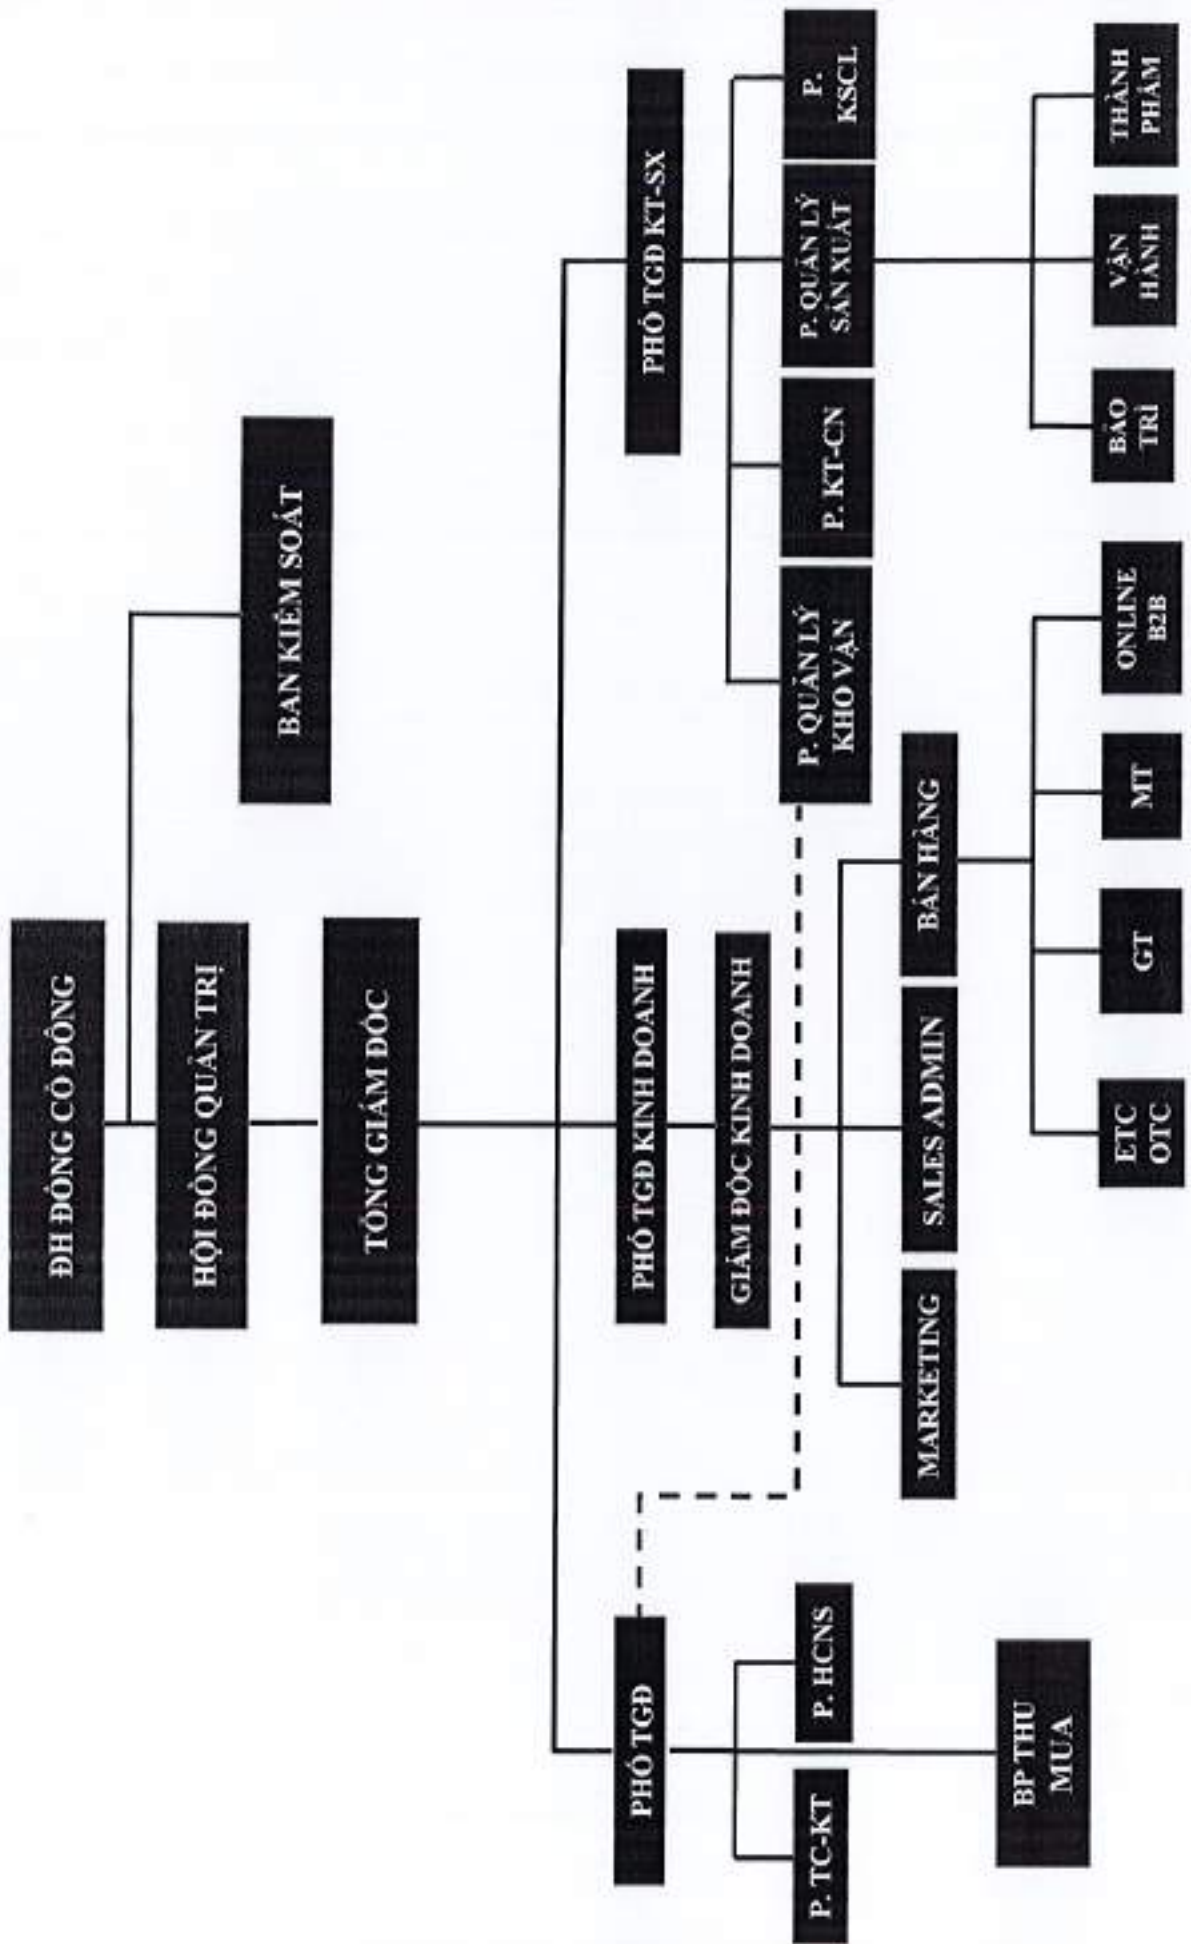 ĐH ĐỒNG CỔ ĐÔNG
HỘI ĐỒNG QUẢN TRỊ
BAN KIỂM SOÁT
TỔNG GIÁM ĐỐC
PHÓ TGĐ
PHÓ TGĐ KINH DOANH
PHÓ TGĐ KT-SX
GIÁM ĐỐC KINH DOANH
P. TC-KT
P. HCNS
P. QUẢN LÝ
KHO VẬN
P. KT-CN
P. QUẢN LÝ
SẢN XUẤT
P.
KSCL
MARKETING
SALES ADMIN
BÁN HÀNG
BP THU
MUA
ETC
OTC
GT
MT
ONLINE
B2B
BẢO
TRÌ
VẬN
HÀNH
THÀNH
PHẨM